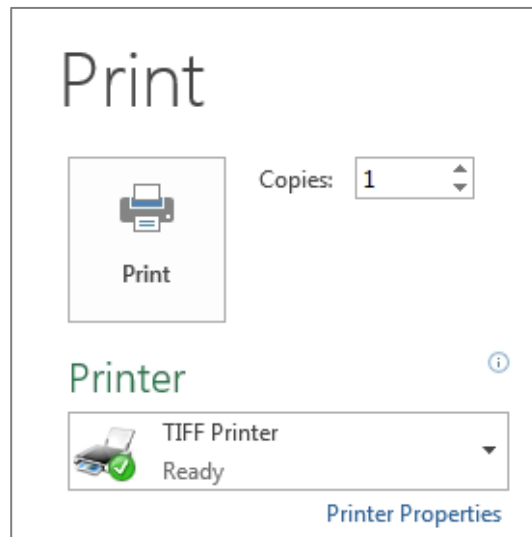 Print
Copies: 1
Print
Printer
TIFF Printer
Ready
Printer Properties